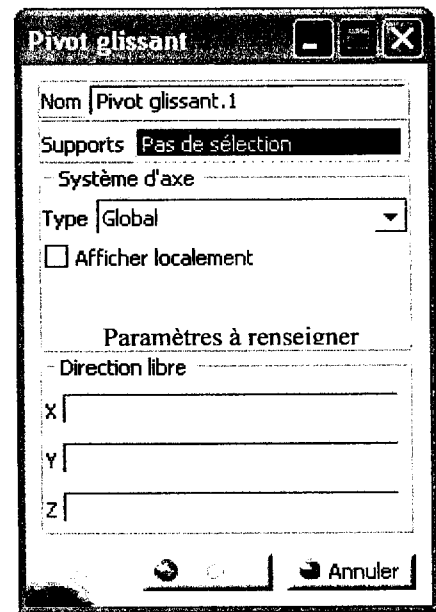 Pivot glissant
Nom Pivot glissant.1
Supports Pas de sélection
Système d'axe
Type Global
Afficher localement
Paramètres à renseigner
Direction libre
X
Y
Z
Annuler